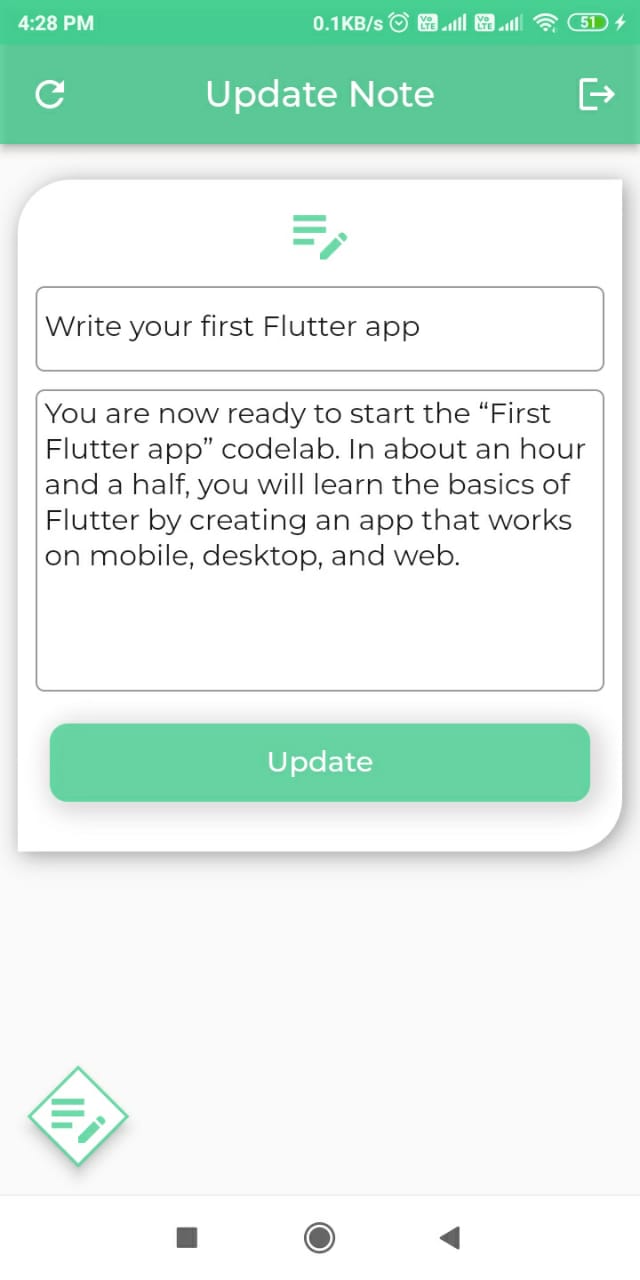 4:28 PM
0.1KB/s
Vo LTE
Vo LTE
51
Update Note
Write your first Flutter app
You are now ready to start the “First
Flutter app” codelab. In about an hour
and a half, you will learn the basics of
Flutter by creating an app that works
on mobile, desktop, and web.
Update